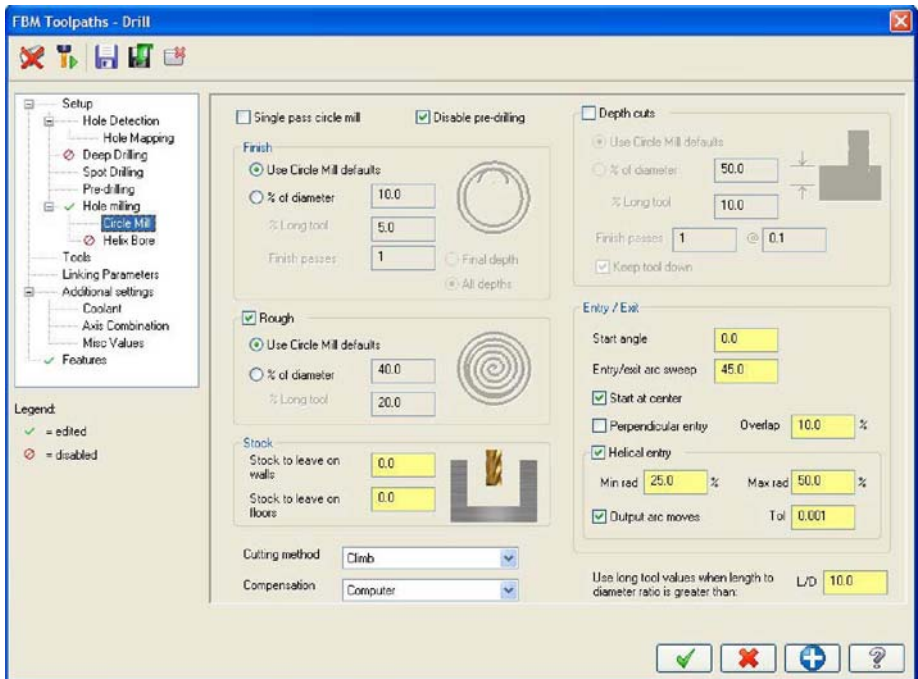 FBM Toolpaths - Drill
Setup
Hole Detection
Hole Mapping
Deep Drilling
Spot Drilling
Pre-drilling
Hole milling
Circle Mill
Helix Bore
Tools
Linking Parameters
Additional settings
Coolant
Axis Combination
Misc Values
Features
Legend:
= edited
= disabled
Single pass circle mill
Disable pre-drilling
Finish
Use Circle Mill defaults
% of diameter 10.0
% Long tool 5.0
Finish passes 1
Final depth
All depths
Rough
Use Circle Mill defaults
% of diameter 40.0
% Long tool 20.0
Stock
Stock to leave on walls 0.0
Stock to leave on floors 0.0
Cutting method Climb
Compensation Computer
Depth cuts
Use Circle Mill defaults
% of diameter 50.0
% Long tool 10.0
Finish passes 1 @ 0.1
Keep tool down
Entry / Exit
Start angle 0.0
Entry/exit arc sweep 45.0
Start at center
Perpendicular entry Overlap 10.0 %
Helical entry
Min rad 25.0 % Max rad 50.0 %
Output arc moves Tol 0.001
Use long tool values when length to diameter ratio is greater than: L/D 10.0